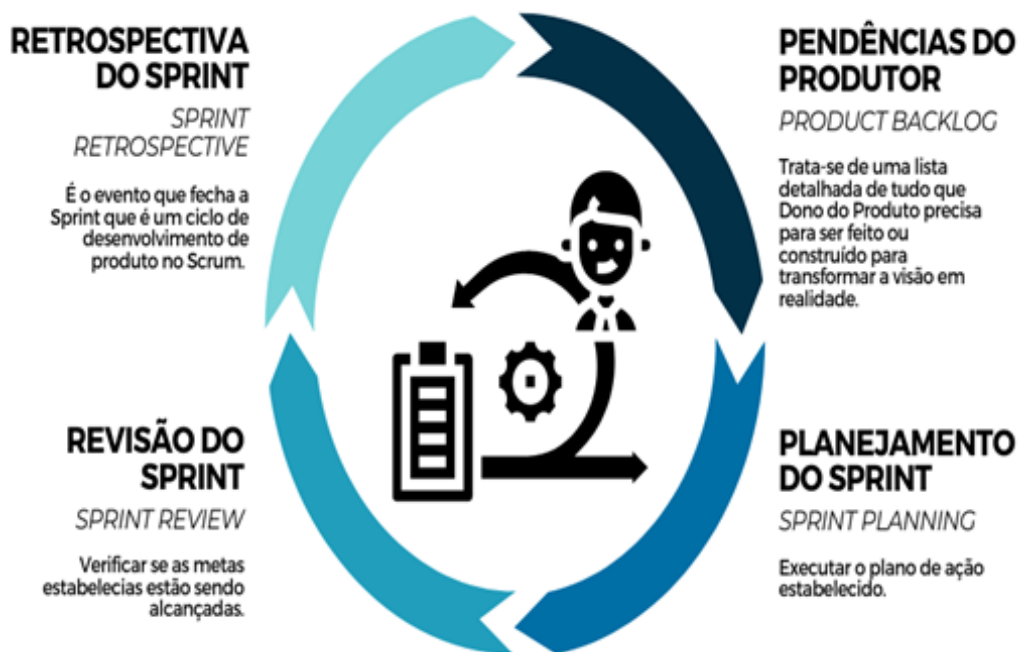 RETROSPECTIVA
DO SPRINT
SPRINT
RETROSPECTIVE
É o evento que fecha a
Sprint que é um ciclo de
desenvolvimento de
produto no Scrum.
PENDÊNCIAS DO
PRODUTOR
PRODUCT BACKLOG
Trata-se de uma lista
detalhada de tudo que
Dono do Produto precisa
para ser feito ou
construído para
transformar a visão em
realidade.
REVISÃO DO
SPRINT
SPRINT REVIEW
Verificar se as metas
estabelecias estão sendo
alcançadas.
PLANEJAMENTO
DO SPRINT
SPRINT PLANNING
Executar o plano de ação
estabelecido.